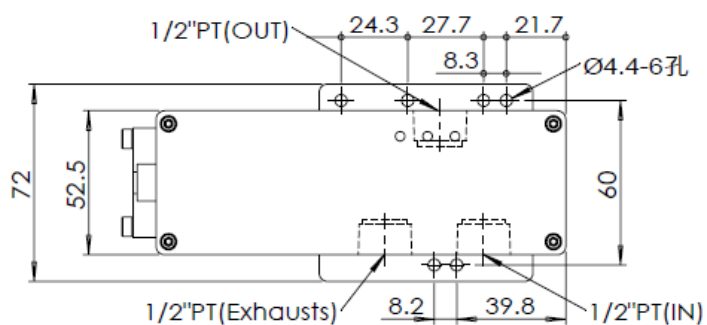 1/2"PT(OUT)
24.3
27.7
21.7
8.3
Ø4.4-6孔
72
52.5
60
1/2"PT(Exhausts)
8.2
39.8
1/2"PT(IN)